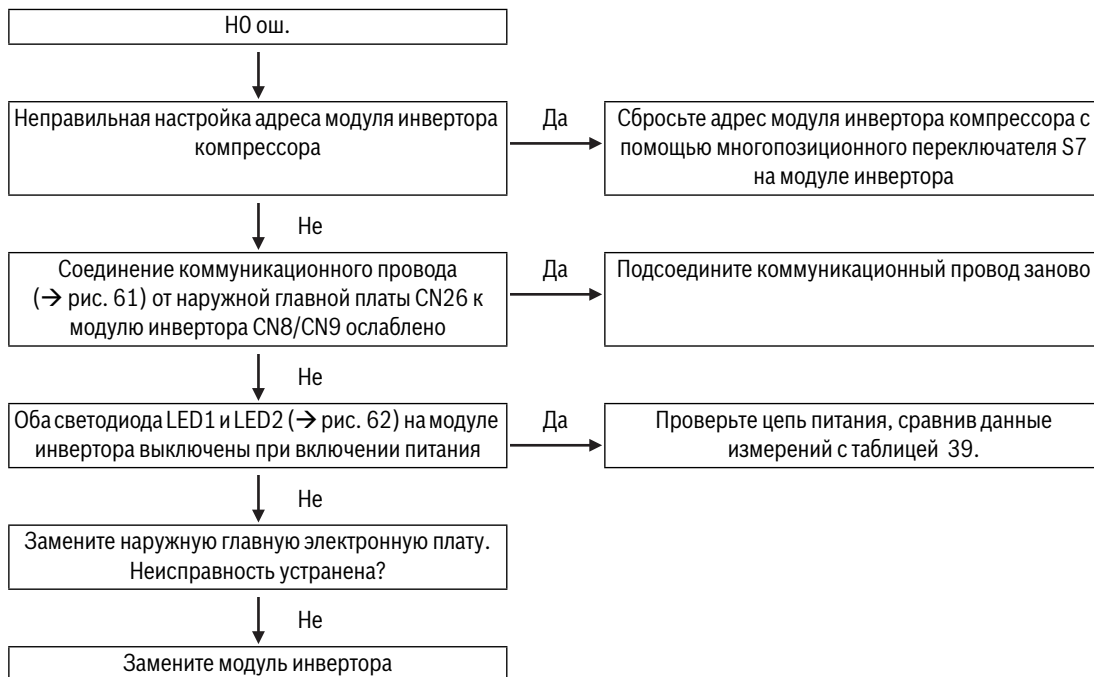 H0 ош.
Неправильная настройка адреса модуля инвертора
компрессора
Да
Сбросьте адрес модуля инвертора компрессора с
помощью многопозиционного переключателя S7
на модуле инвертора
Не
Соединение коммуникационного провода
(→ рис. 61) от наружной главной платы CN26 к
модулю инвертора CN8/CN9 ослаблено
Да
Подсоедините коммуникационный провод заново
Не
Оба светодиода LED1 и LED2 (→ рис. 62) на модуле
инвертора выключены при включении питания
Да
Проверьте цепь питания, сравнив данные
измерений с таблицей 39.
Не
Замените наружную главную электронную плату.
Неисправность устранена?
Не
Замените модуль инвертора